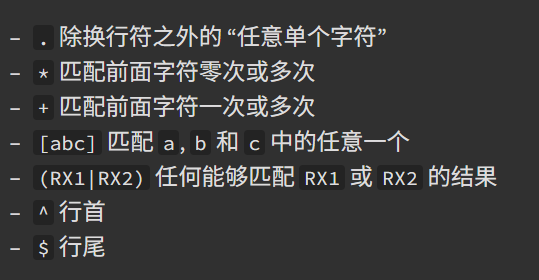 – . 除换行符之外的 “任意单个字符”
– * 匹配前面字符零次或多次
– + 匹配前面字符一次或多次
– [abc] 匹配 a, b 和 c 中的任意一个
– (RX1|RX2) 任何能够匹配 RX1 或 RX2 的结果
– ^ 行首
– $ 行尾